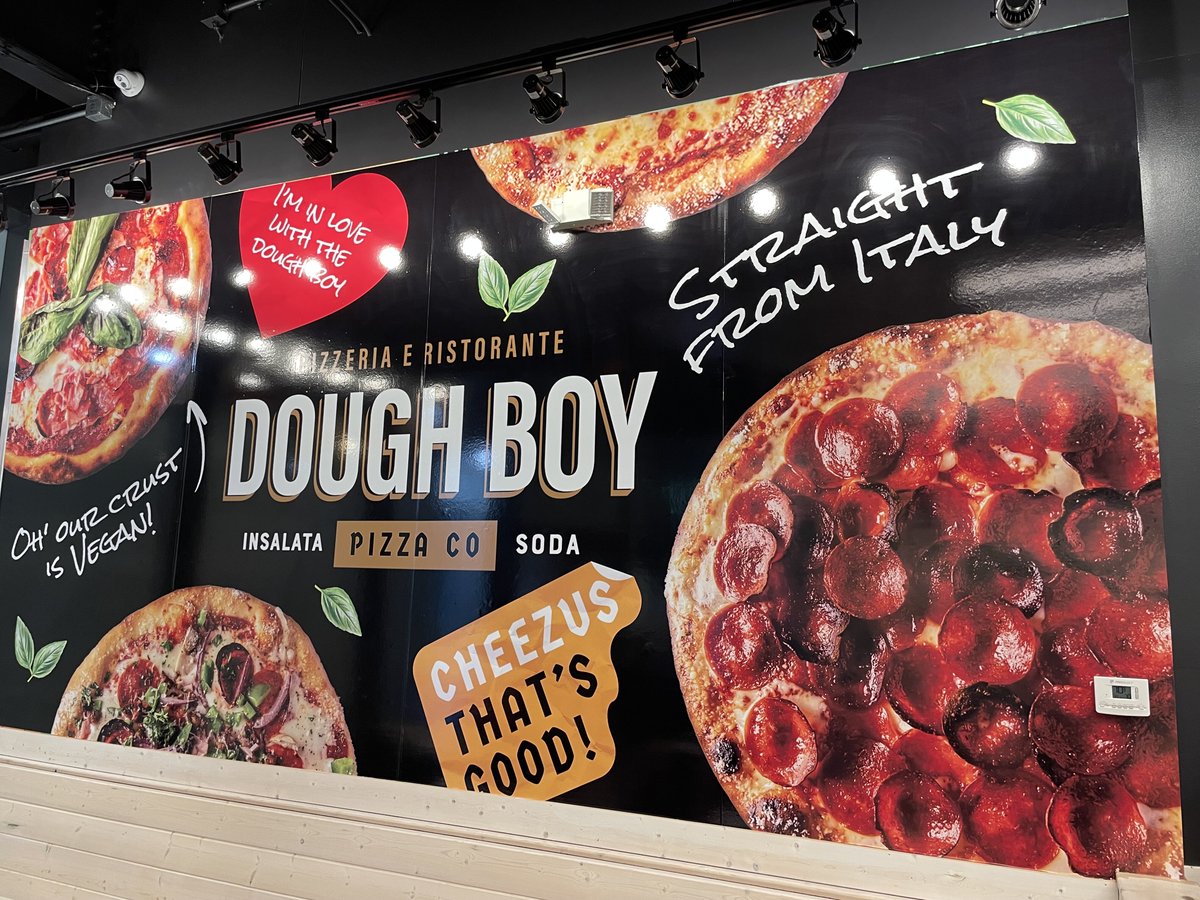 I'M IN LOVE
WITH THE
DOUGH BOY
STRAIGHT
FROM ITALY
PIZZERIA E RISTORANTE
DOUGH BOY
INSALATA PIZZA CO SODA
OH' OUR CRUST
IS VEGAN!
CHEEZUS
THAT'S
GOOD!